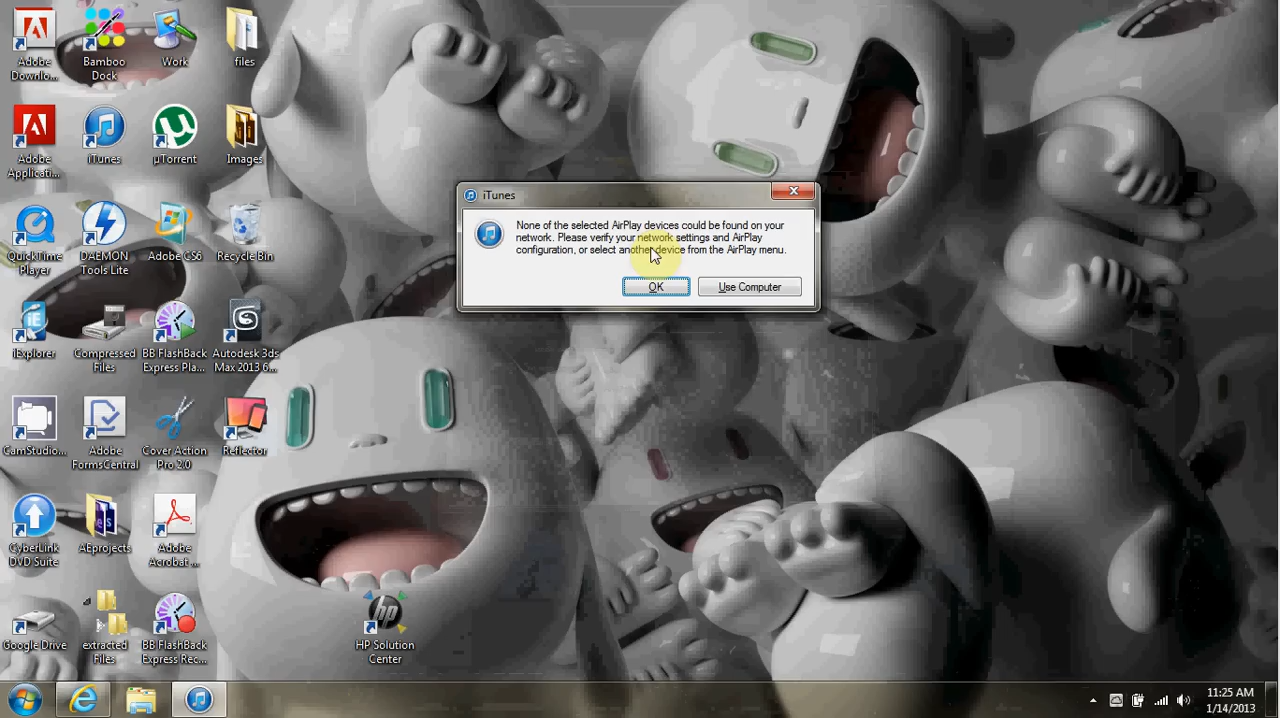 Adobe
Downlo...
Bamboo
Dock
Work
files
Adobe
Applicati...
iTunes
µTorrent
Images
QuickTime
Player
DAEMON
Tools Lite
Adobe CS6
Recycle Bin
iExplorer
Compressed
Files
BB FlashBack
Express Pla...
Autodesk 3ds
Max 2013 6...
CamStudio...
Adobe
FormsCentral
Cover Action
Pro 2.0
Reflector
CyberLink
DVD Suite
AEprojects
Adobe
Acrobat ...
Google Drive
extracted
Files
BB FlashBack
Express Rec...
hp
HP Solution
Center
iTunes
None of the selected AirPlay devices could be found on your
network. Please verify your network settings and AirPlay
configuration, or select another device from the AirPlay menu.
OK
Use Computer
11:25 AM
1/14/2013